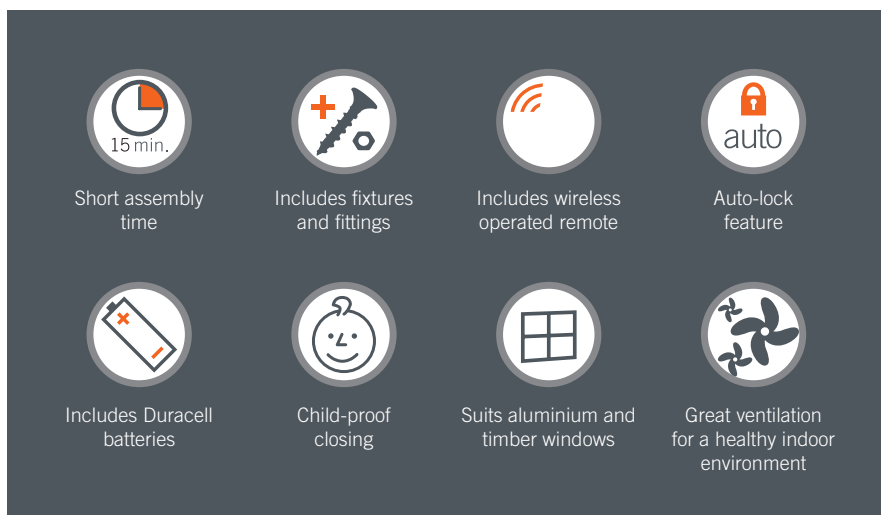 15 min.
Short assembly
time
Includes fixtures
and fittings
Includes wireless
operated remote
auto
Auto-lock
feature
Includes Duracell
batteries
Child-proof
closing
Suits aluminium and
timber windows
Great ventilation
for a healthy indoor
environment